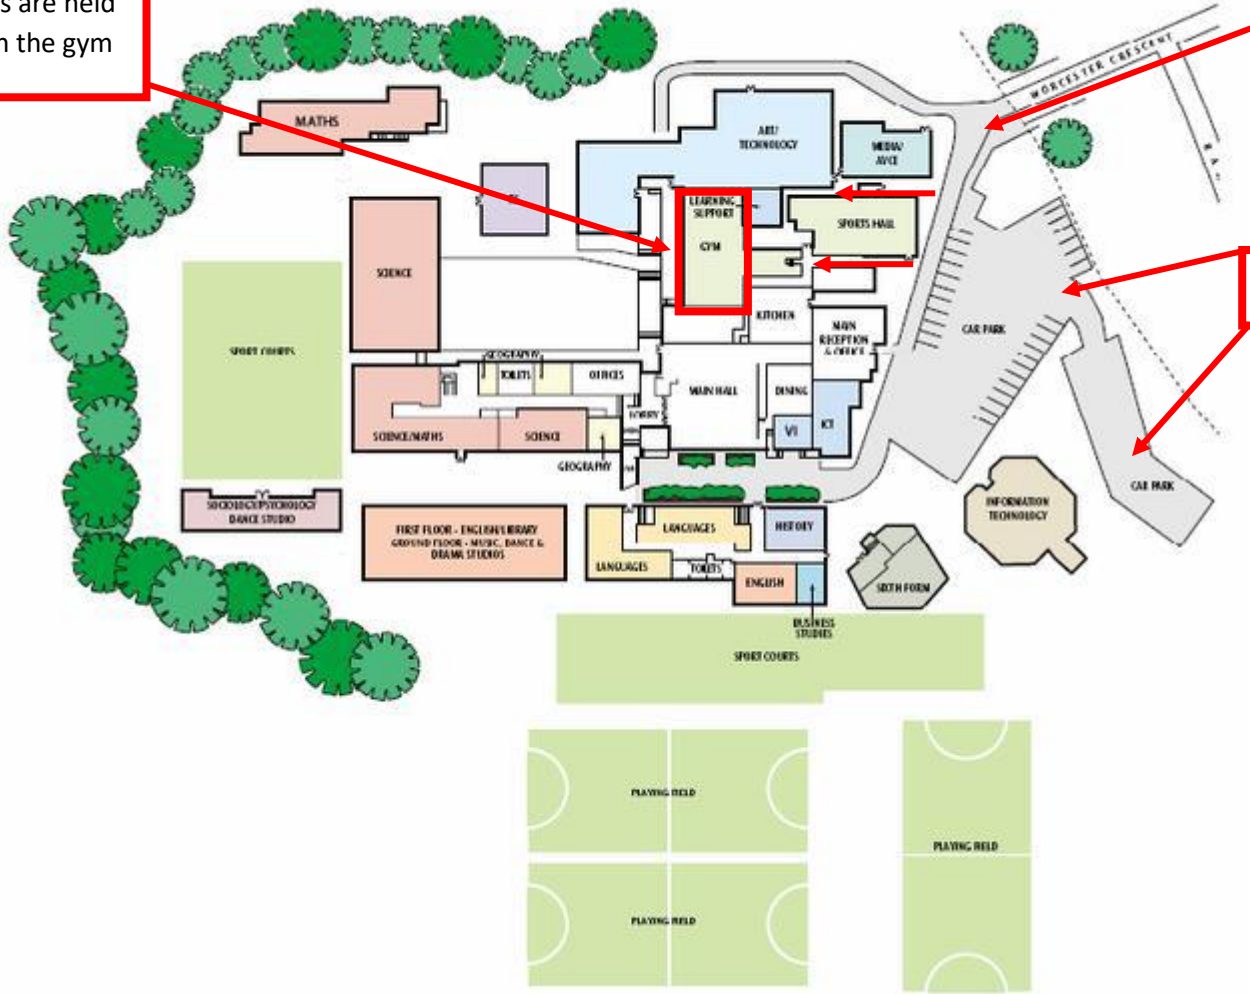 s are held
n the gym
WORCESTER CRESCENT
MATHS
ART/
TECHNOLOGY
MEDIA/
AVCE
LEARNING
SUPPORT
GYM
SPORTS HALL
SCIENCE
KITCHEN
MAIN
RECEPTION
& OFFICE
CAR PARK
SPORT COURTS
GEOGRAPHY
TOILETS
OFFICES
MAIN HALL
DINING
LOBBY
VI
ICT
SCIENCE/MATHS
SCIENCE
GEOGRAPHY
CAR PARK
SOCIOLOGY/PSYCHOLOGY
DANCE STUDIO
FIRST FLOOR - ENGLISH/LIBRARY
GROUND FLOOR - MUSIC, DANCE &
DRAMA STUDIOS
LANGUAGES
HISTORY
INFORMATION
TECHNOLOGY
LANGUAGES
TOILETS
ENGLISH
SIXTH FORM
BUSINESS
STUDIES
SPORT COURTS
PLAYING FIELD
PLAYING FIELD
PLAYING FIELD